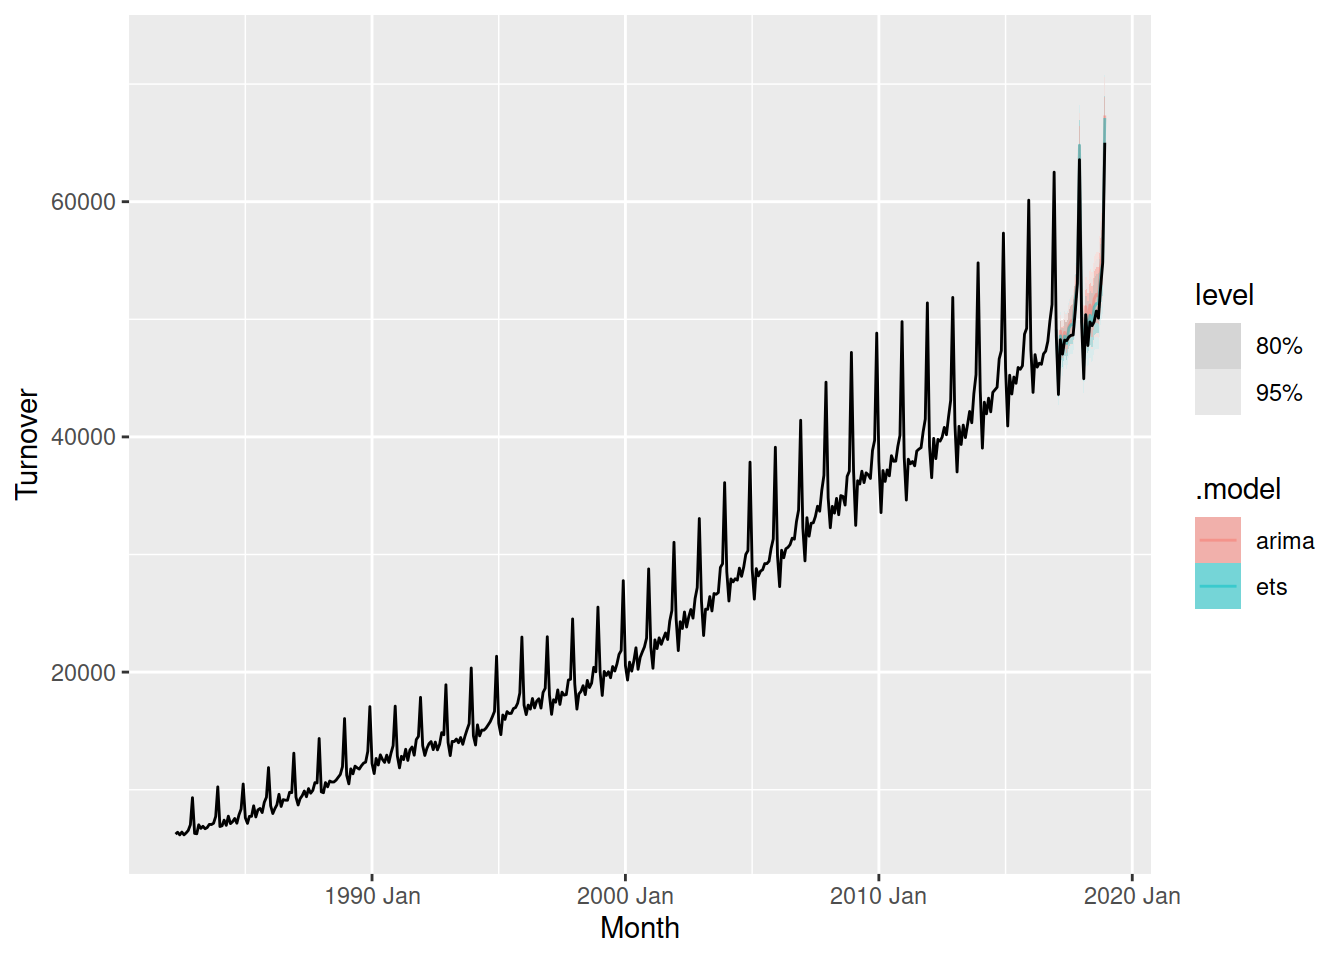 Turnover
60000
40000
20000
1990 Jan
2000 Jan
2010 Jan
2020 Jan
Month
level
80%
95%
.model
arima
ets